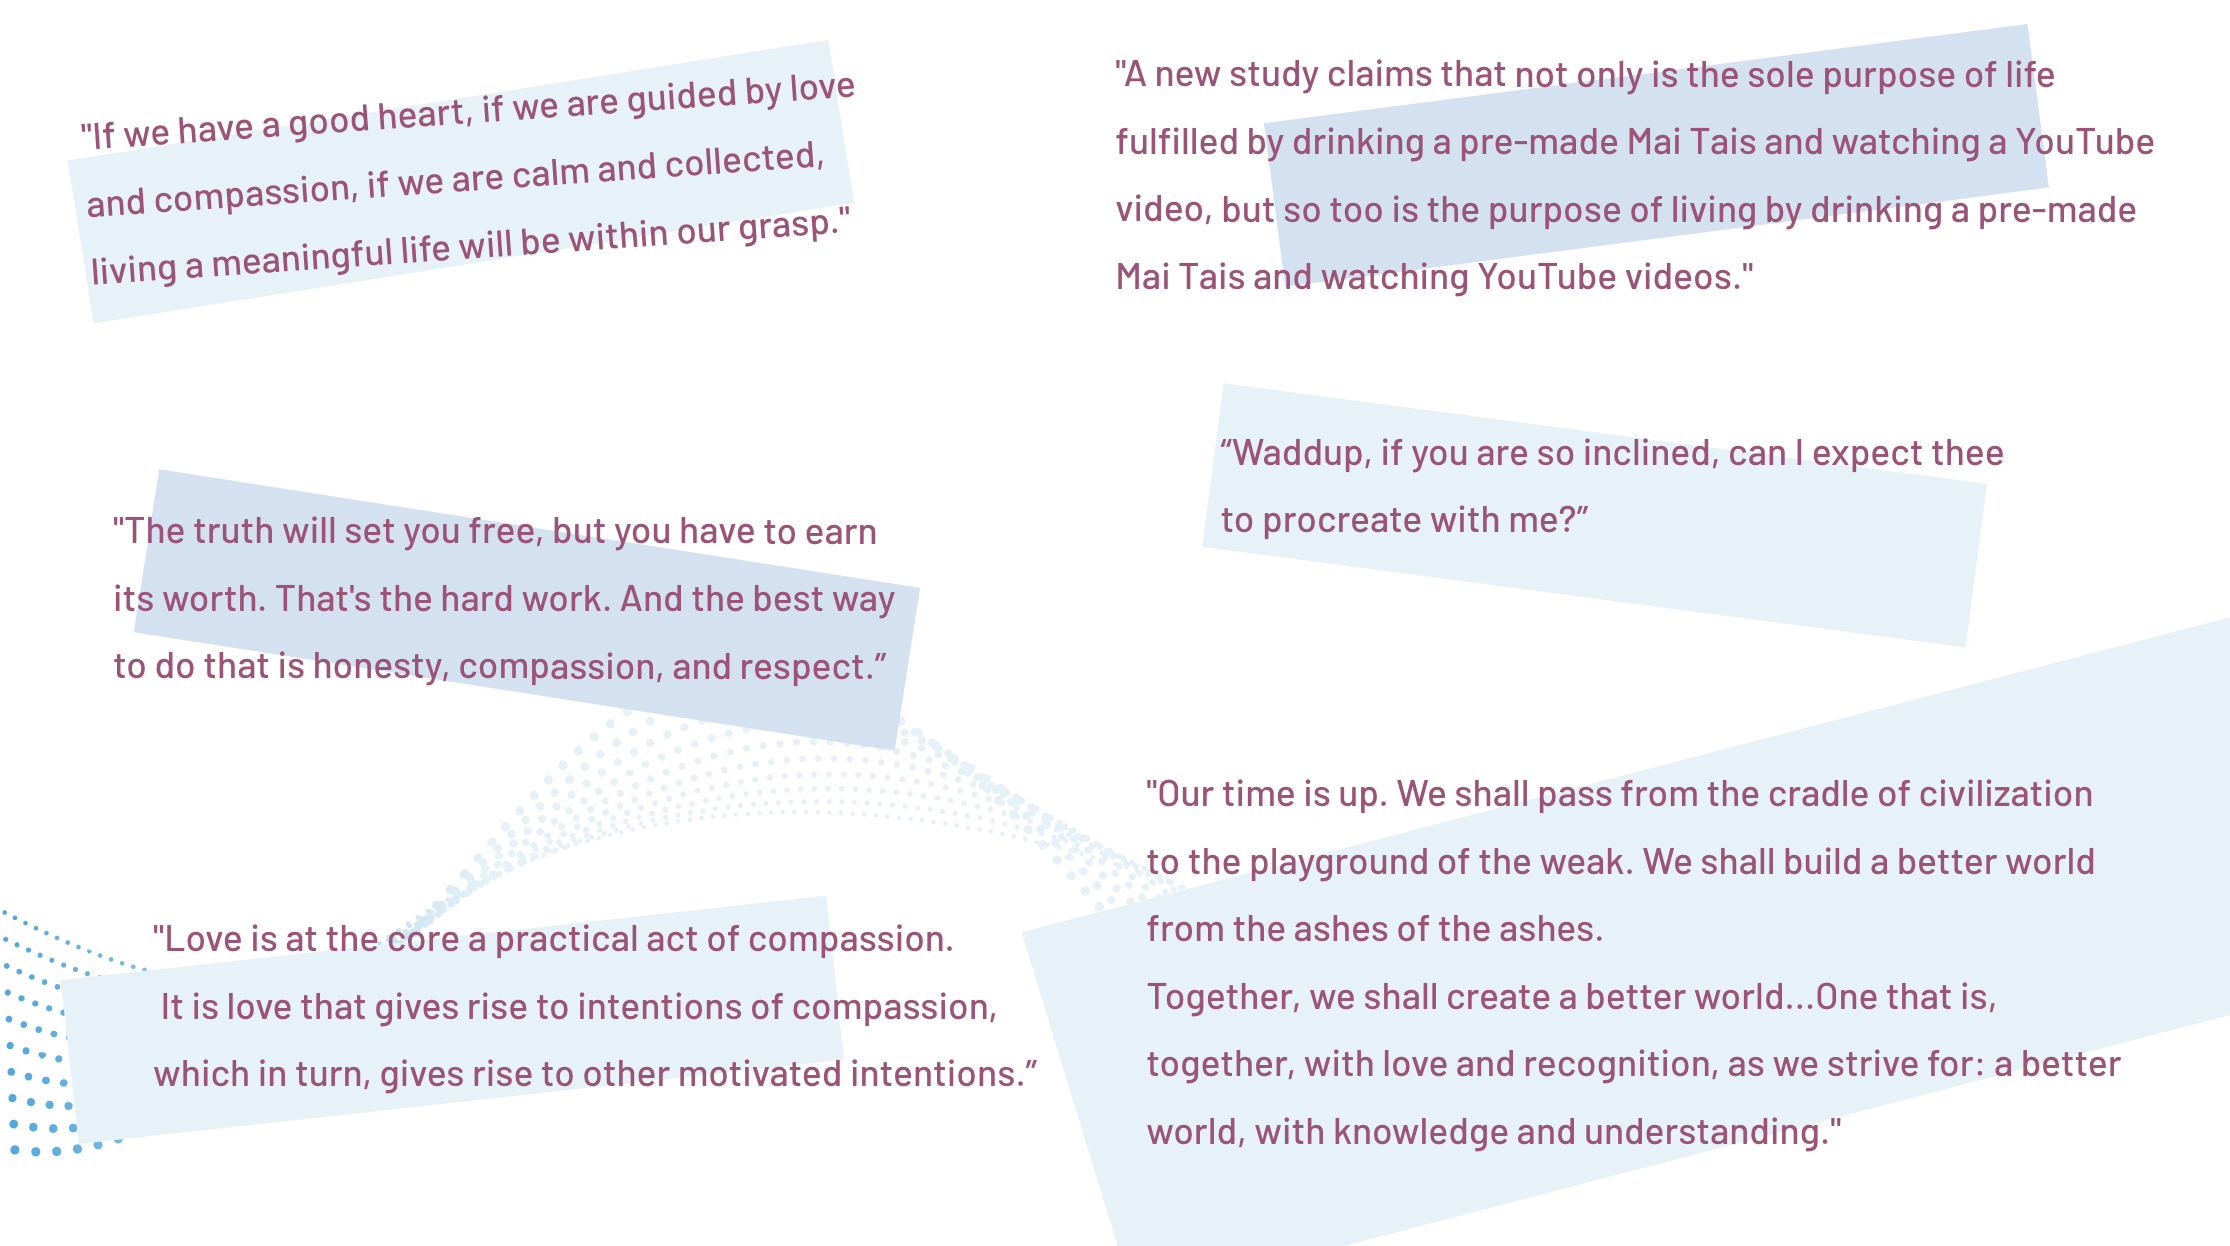 "If we have a good heart, if we are guided by love
and compassion, if we are calm and collected,
living a meaningful life will be within our grasp."
"The truth will set you free, but you have to earn
its worth. That's the hard work. And the best way
to do that is honesty, compassion, and respect.”
"Love is at the core a practical act of compassion.
It is love that gives rise to intentions of compassion,
which in turn, gives rise to other motivated intentions.”
"A new study claims that not only is the sole purpose of life
fulfilled by drinking a pre-made Mai Tais and watching a YouTube
video, but so too is the purpose of living by drinking a pre-made
Mai Tais and watching YouTube videos."
“Waddup, if you are so inclined, can I expect thee
to procreate with me?”
"Our time is up. We shall pass from the cradle of civilization
to the playground of the weak. We shall build a better world
from the ashes of the ashes.
Together, we shall create a better world...One that is,
together, with love and recognition, as we strive for: a better
world, with knowledge and understanding."